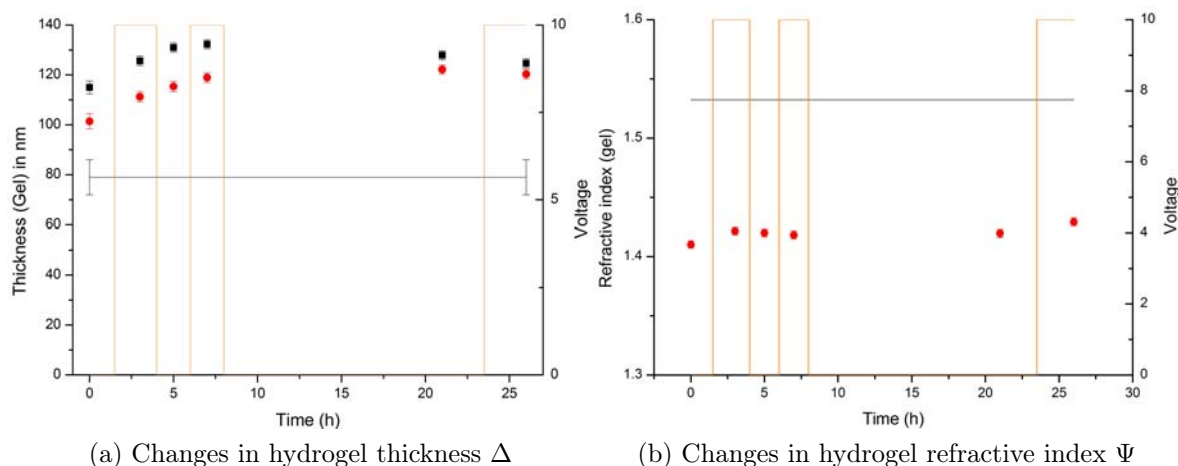 140
120
100
80
60
40
20
0
Thickness (Gel) in nm
0 5 10 15 20 25
Time (h)
10
5
0
Voltage
1.6
1.5
1.4
1.3
Refractive index (gel)
0 5 10 15 20 25 30
Time (h)
10
8
6
4
2
0
Voltage
(a) Changes in hydrogel thickness Δ
(b) Changes in hydrogel refractive index Ψ